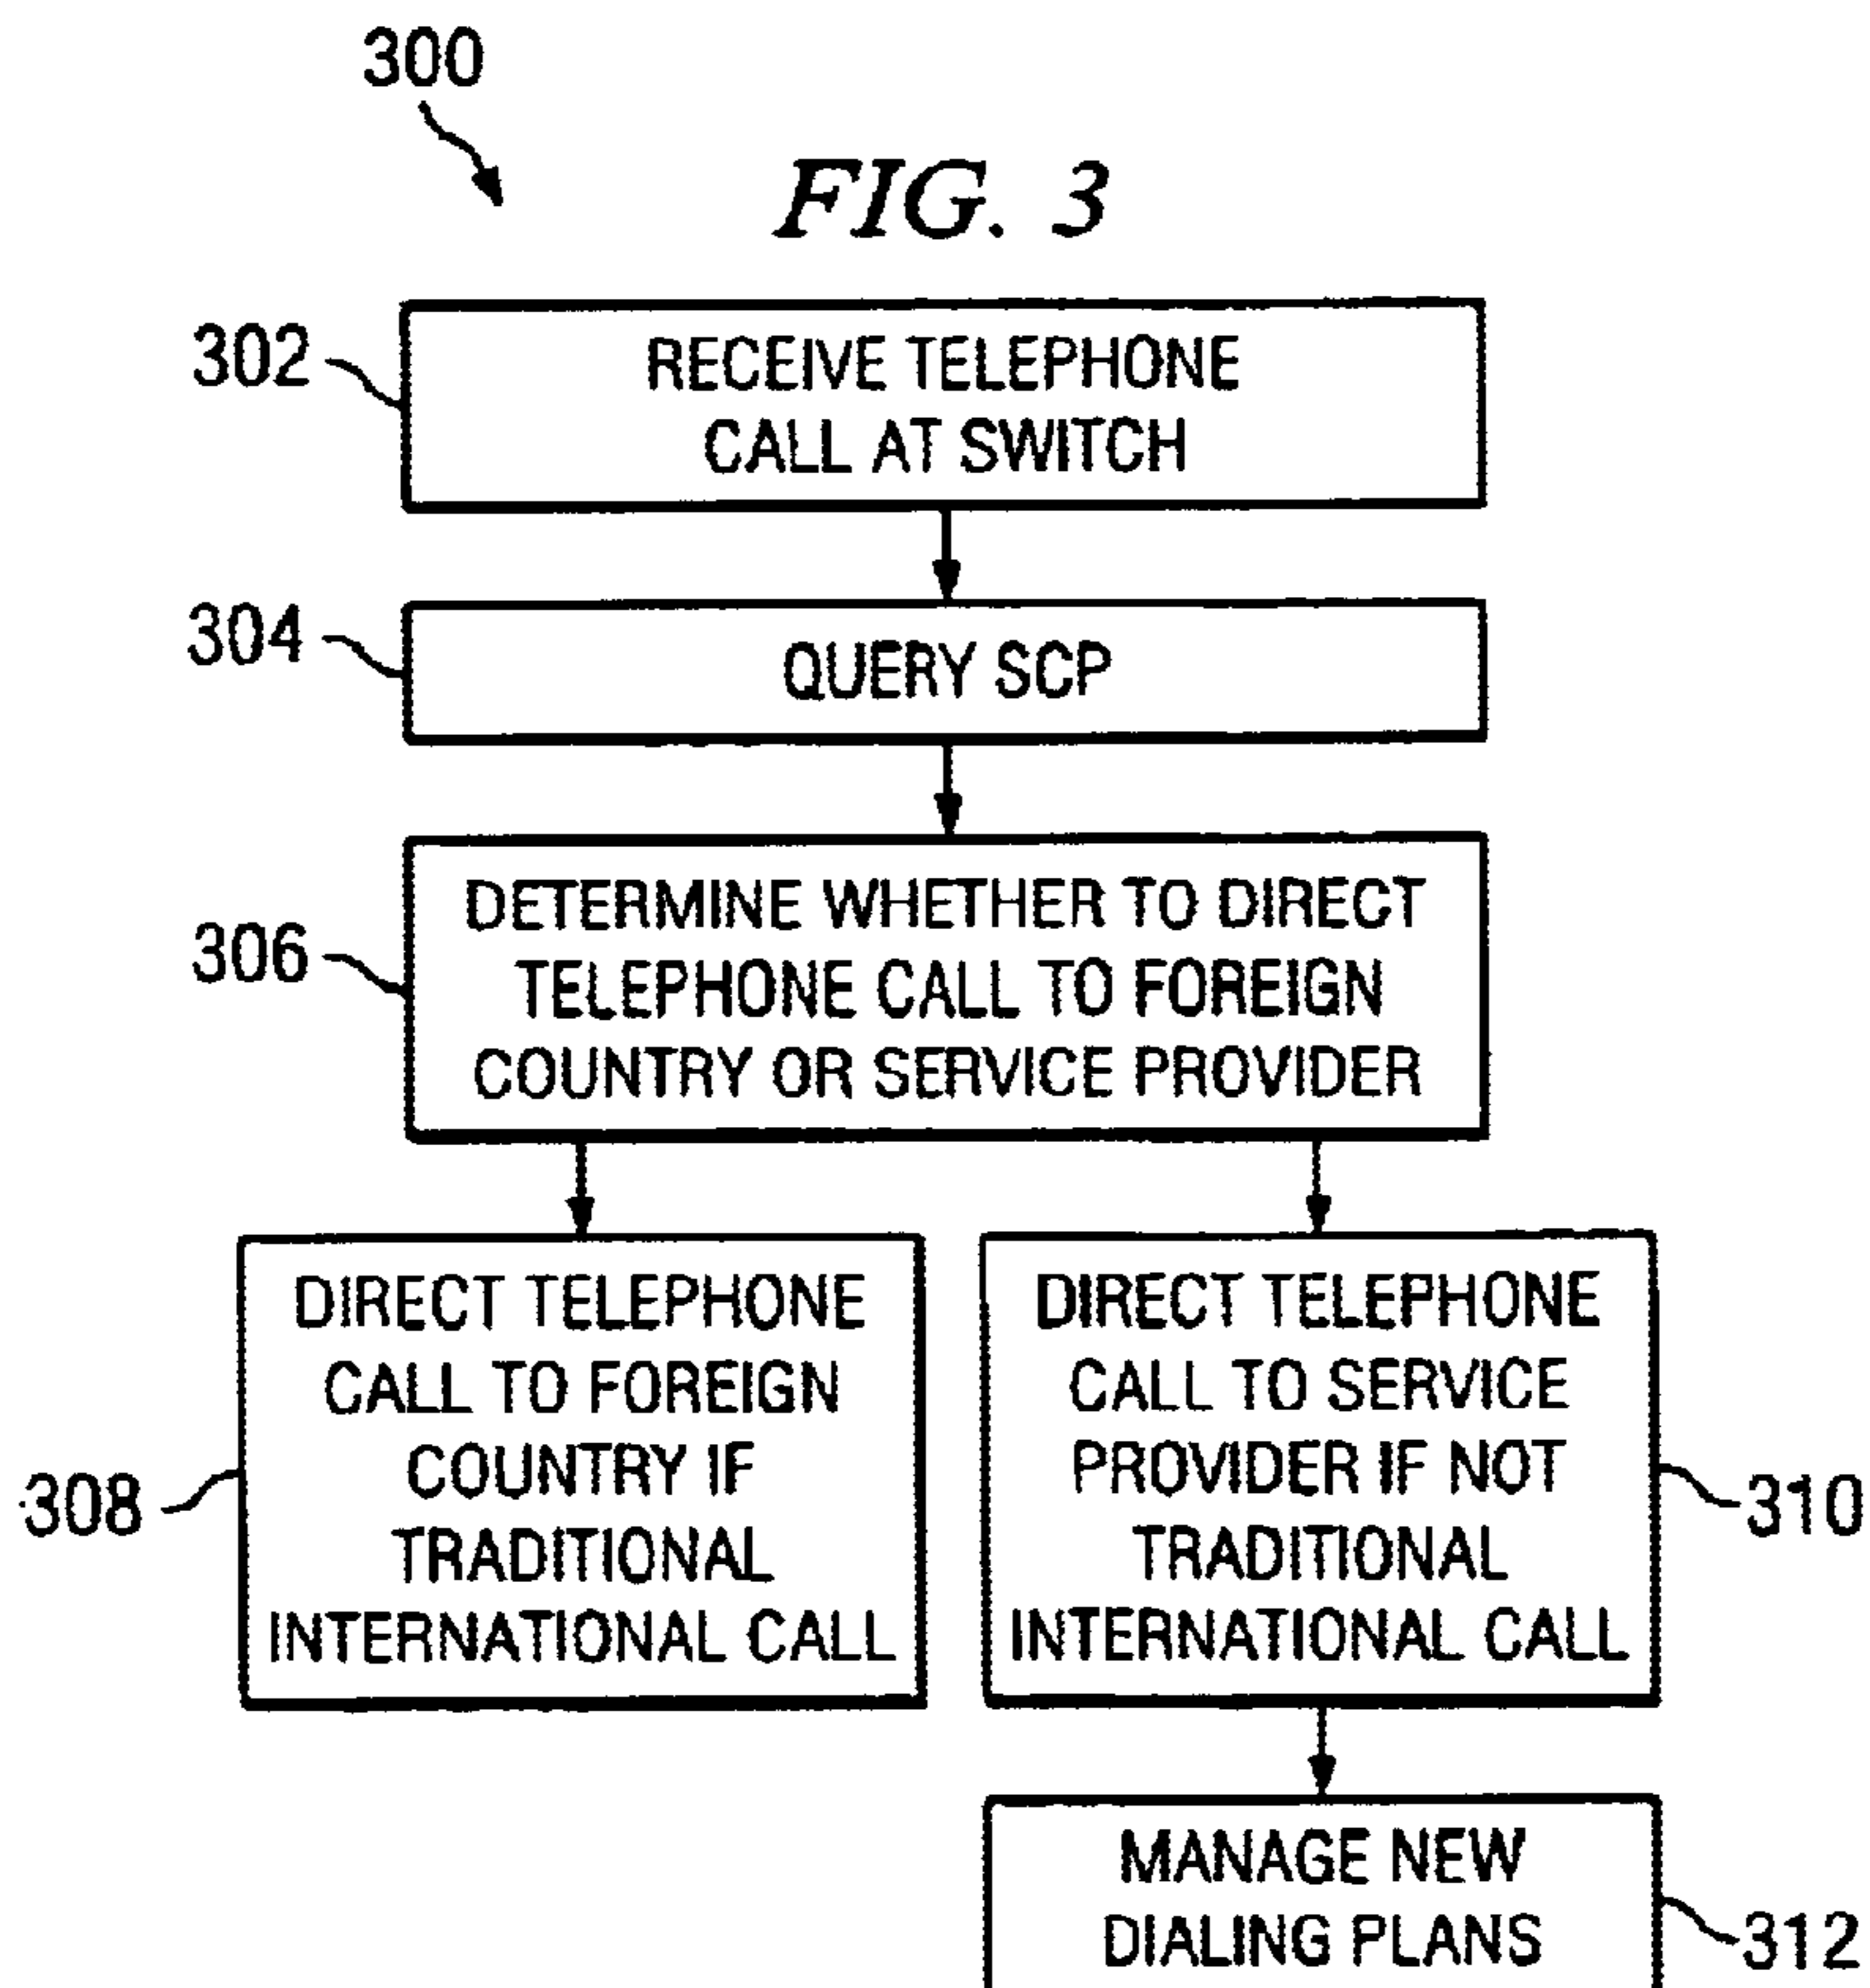 300
FIG. 3
302
RECEIVE TELEPHONE
CALL AT SWITCH
304
QUERY SCP
306
DETERMINE WHETHER TO DIRECT
TELEPHONE CALL TO FOREIGN
COUNTRY OR SERVICE PROVIDER
308
DIRECT TELEPHONE
CALL TO FOREIGN
COUNTRY IF
TRADITIONAL
INTERNATIONAL CALL
DIRECT TELEPHONE
CALL TO SERVICE
PROVIDER IF NOT
TRADITIONAL
INTERNATIONAL CALL
310
MANAGE NEW
DIALING PLANS
312